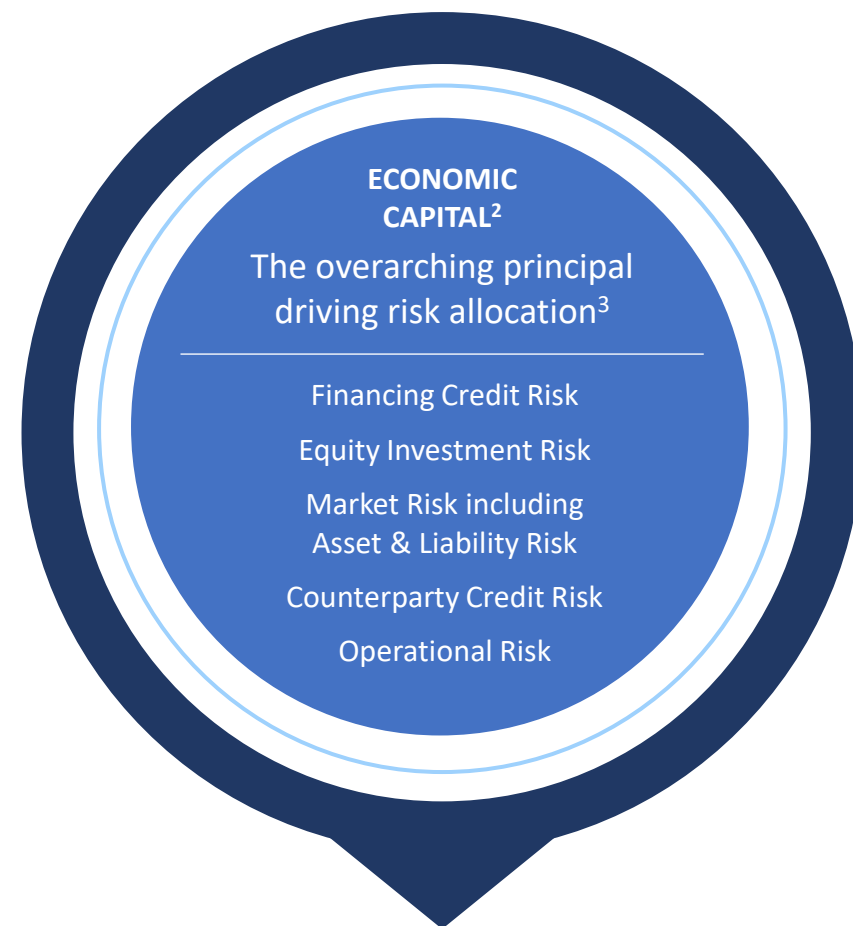 ECONOMIC
CAPITAL²
The overarching principal
driving risk allocation³
Financing Credit Risk
Equity Investment Risk
Market Risk including
Asset & Liability Risk
Counterparty Credit Risk
Operational Risk